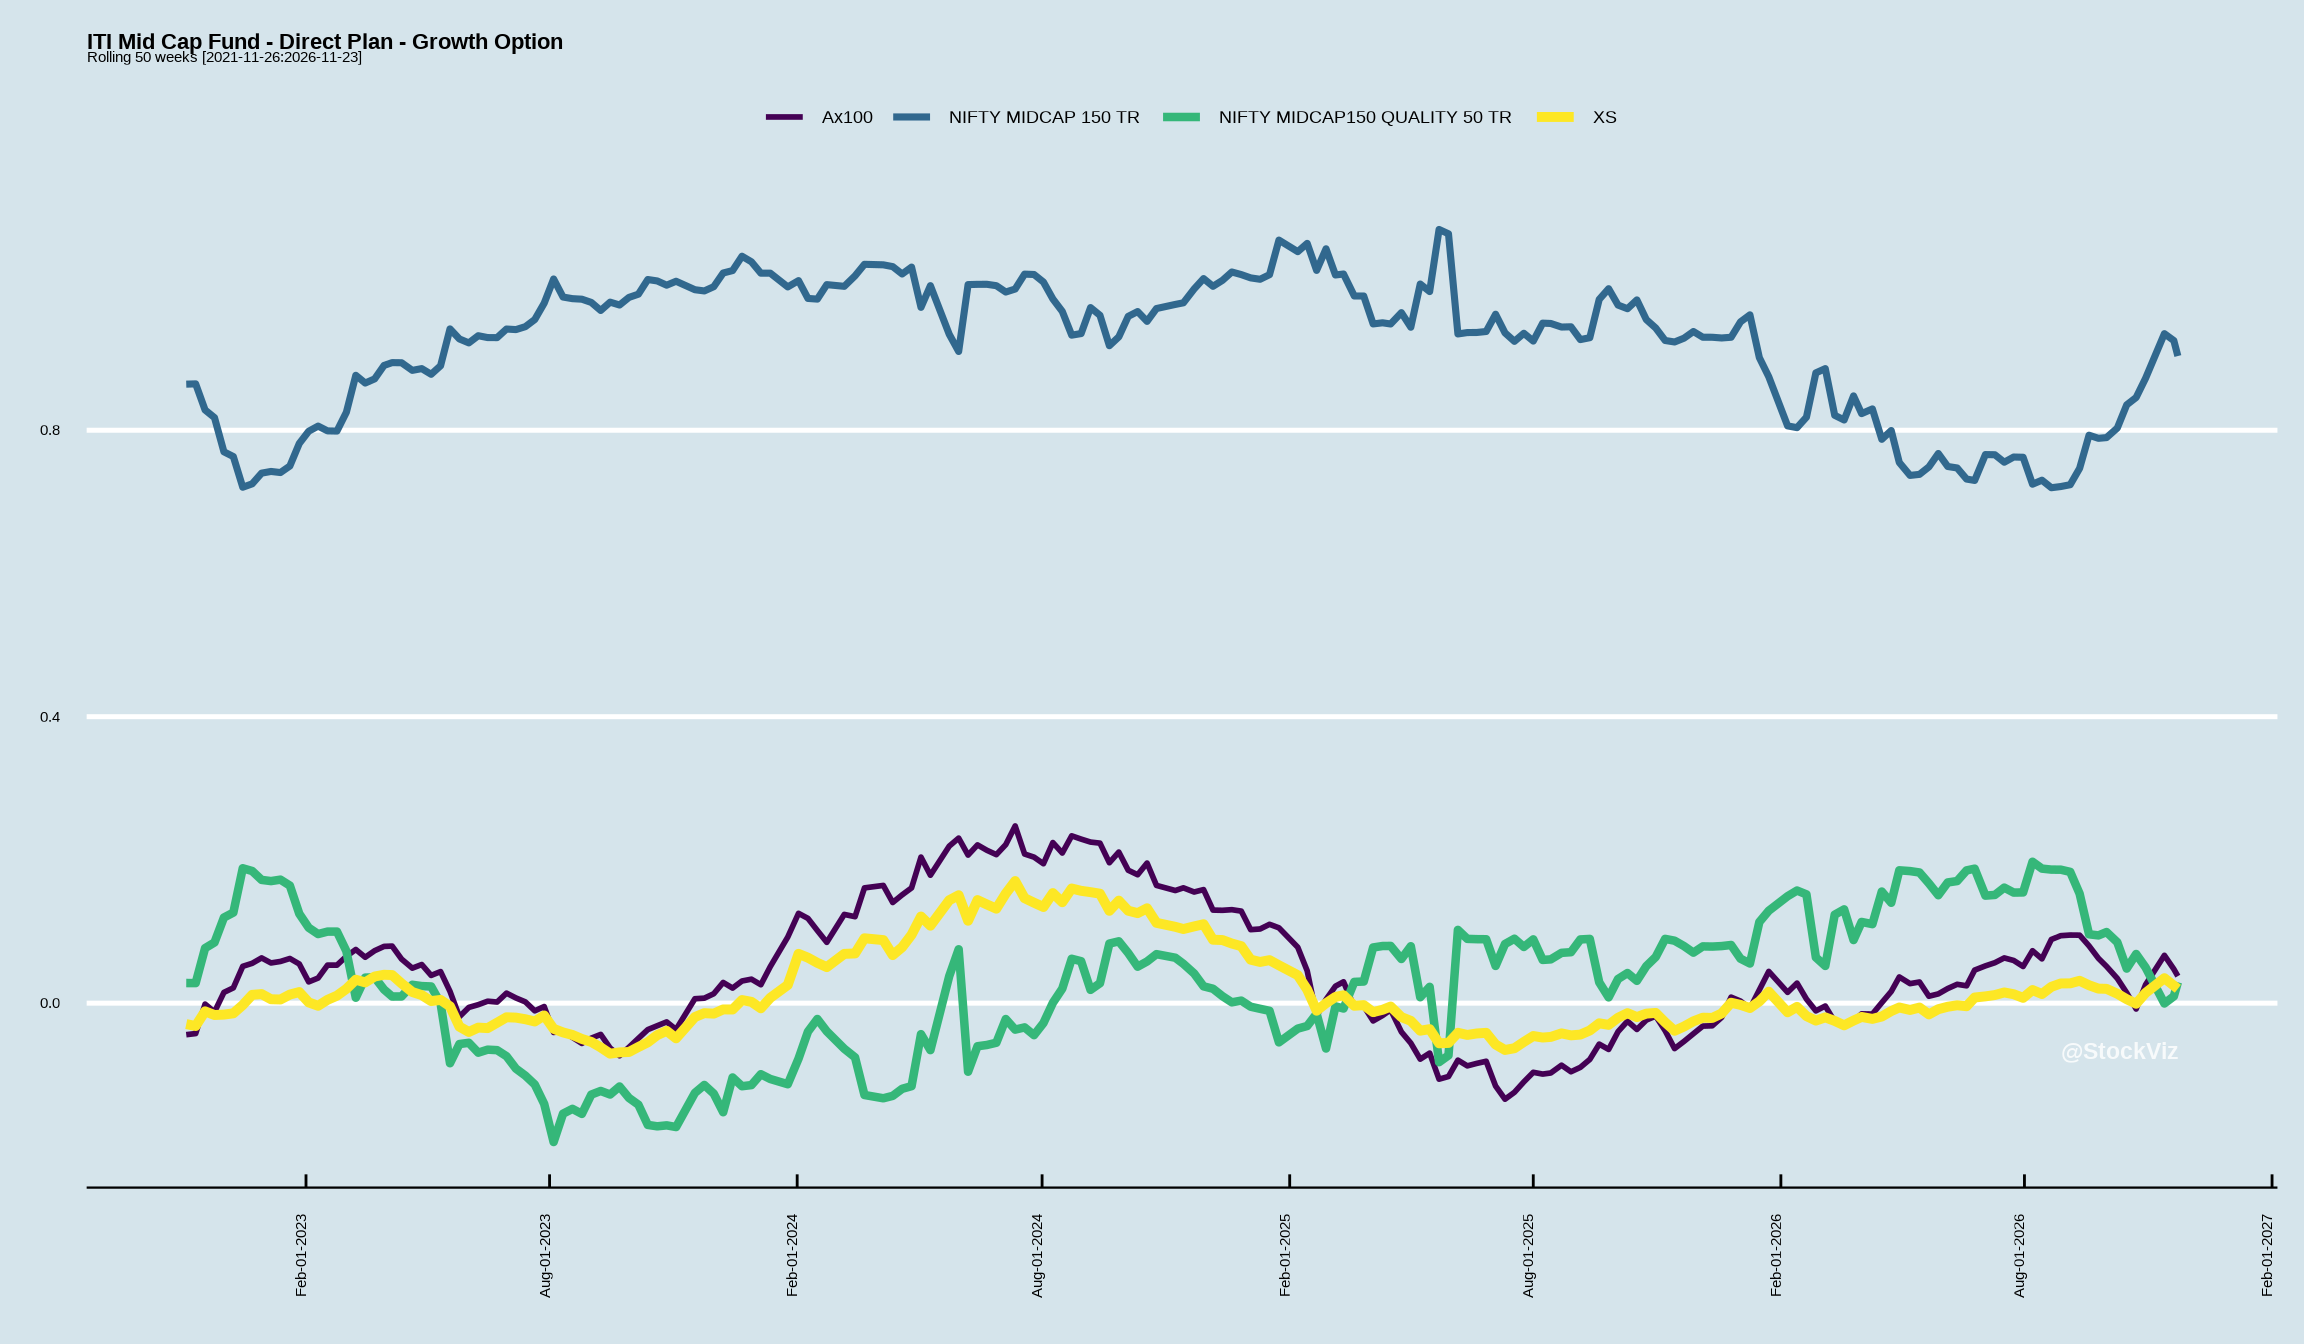 ITI Mid Cap Fund - Direct Plan - Growth Option
Rolling 50 weeks [2021-11-26:2026-11-23]
Ax100 NIFTY MIDCAP 150 TR NIFTY MIDCAP150 QUALITY 50 TR XS
0.8
0.4
0.0
@StockViz
Feb-01-2023 Aug-01-2023 Feb-01-2024 Aug-01-2024 Feb-01-2025 Aug-01-2025 Feb-01-2026 Aug-01-2026 Feb-01-2027